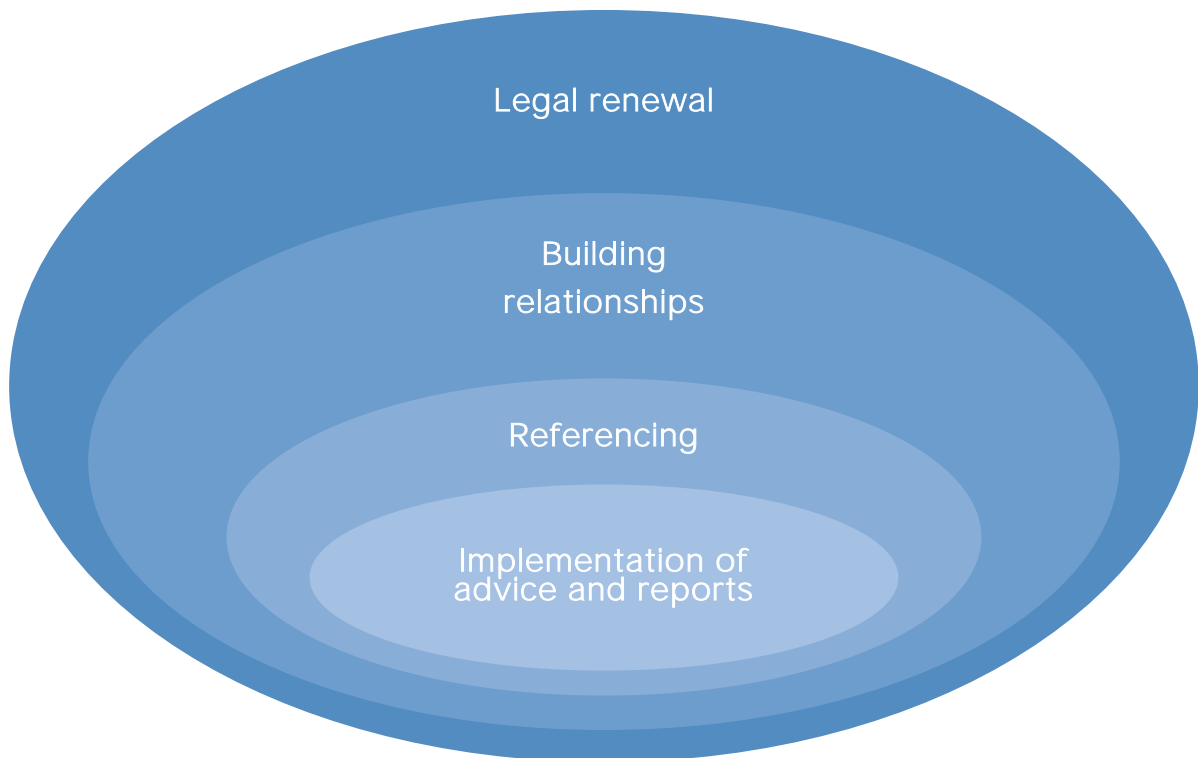 Legal renewal
Building
relationships
Referencing
Implementation of
advice and reports